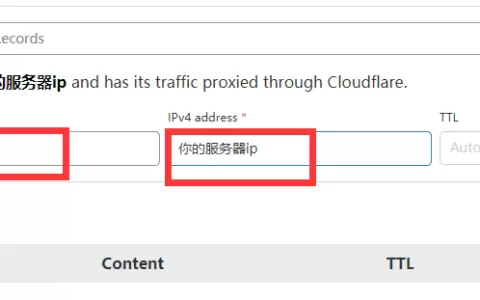 ecords
的服务器ip and has its traffic proxied through Cloudflare.
IPv4 address * TTL
你的服务器ip Auto
Content TTL